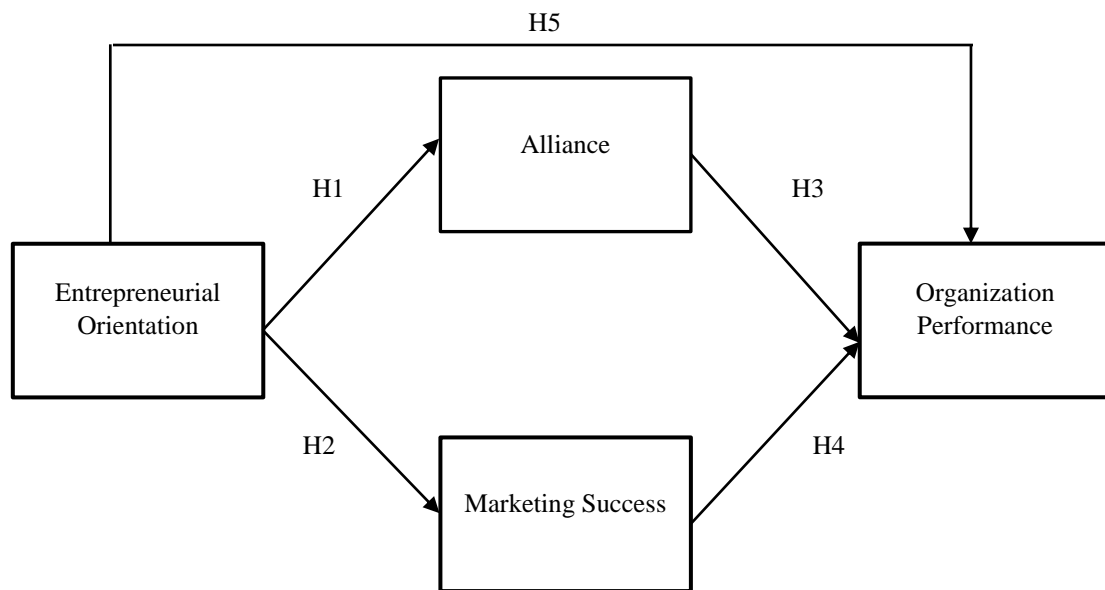 H5
Alliance
H1
H3
Entrepreneurial
Orientation
Organization
Performance
H2
H4
Marketing Success